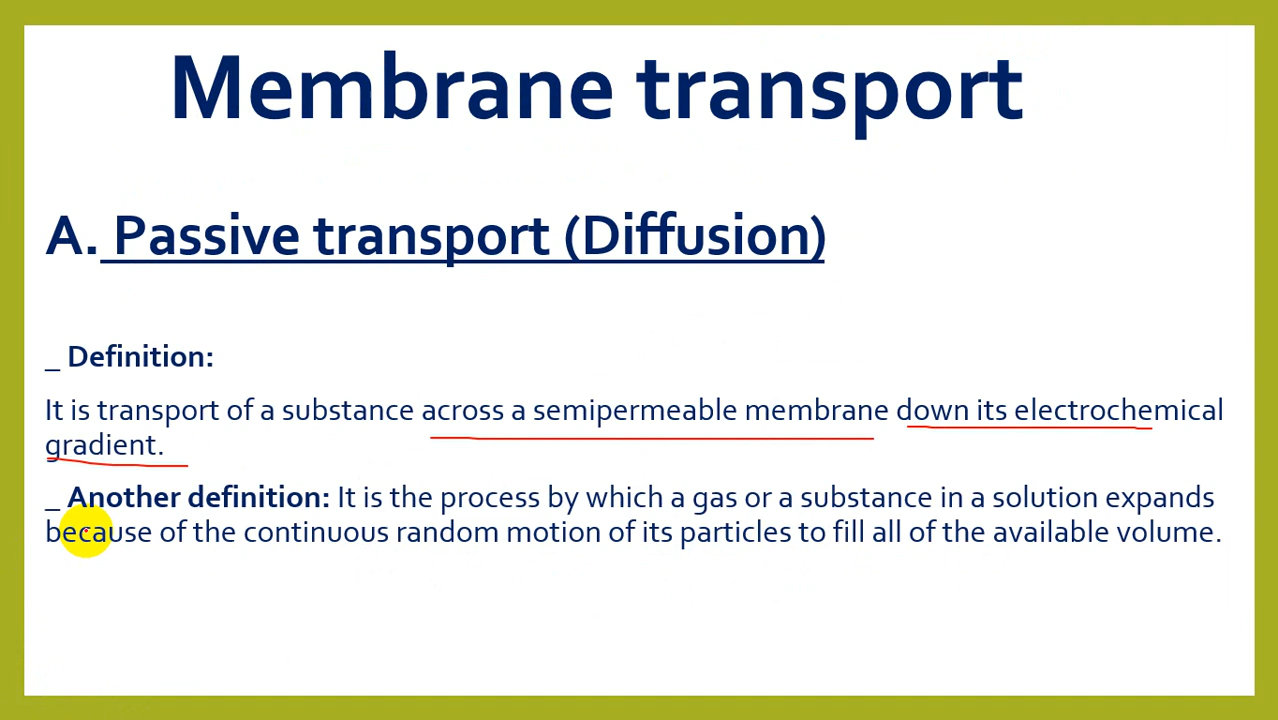 Membrane transport
A. Passive transport (Diffusion)
_ Definition:
It is transport of a substance across a semipermeable membrane down its electrochemical
gradient.
_ Another definition: It is the process by which a gas or a substance in a solution expands
because of the continuous random motion of its particles to fill all of the available volume.